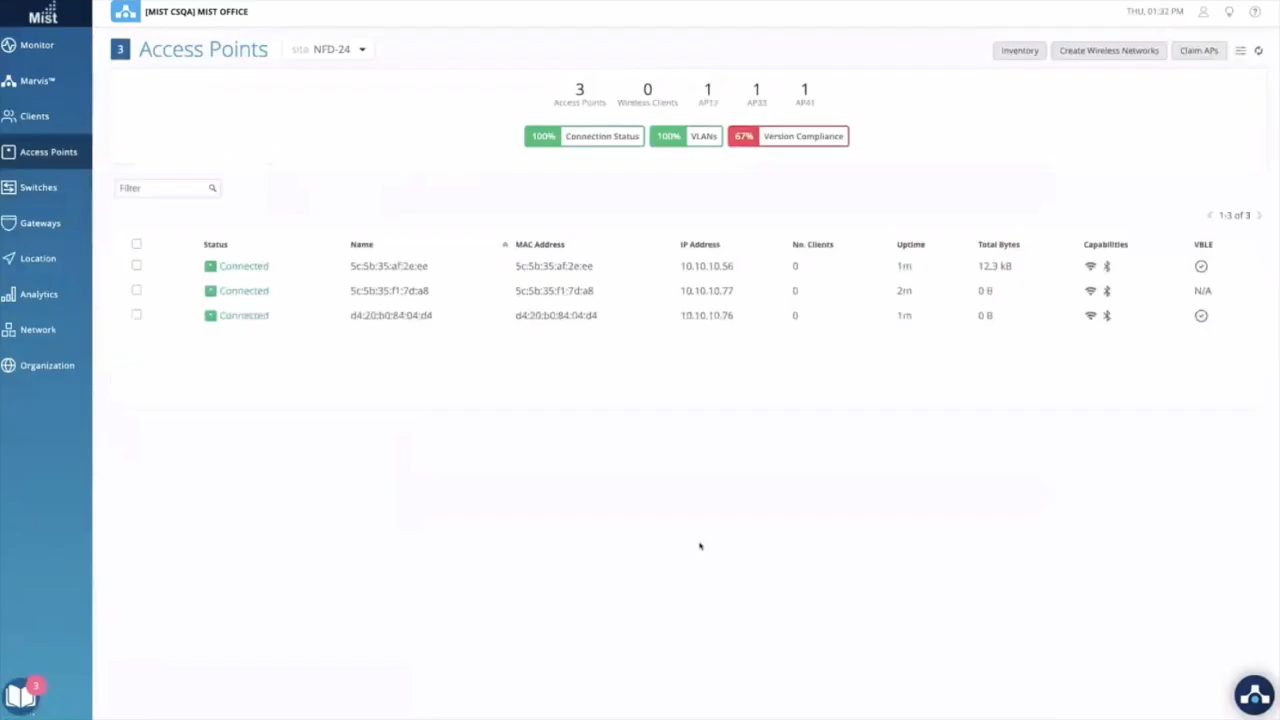 Mist
[MIST CSQA] MIST OFFICE
THU, 01:32 PM
Monitor
Marvis™
Clients
Access Points
Switches
Gateways
Location
Analytics
Network
Organization
3
3 Access Points
site NFD-24
Inventory
Create Wireless Networks
Claim APs
3 0 1 1 1
Access Points Wireless Clients AP12 AP33 AP41
100% Connection Status 100% VLANs 67% Version Compliance
Filter
1-3 of 3
Status Name MAC Address IP Address No. Clients Uptime Total Bytes Capabilities VBLE
Connected 5c:5b:35:af:2e:ee 5c:5b:35:af:2e:ee 10.10.10.56 0 1m 12.3 kB
Connected 5c:5b:35:f1:7d:a8 5c:5b:35:f1:7d:a8 10.10.10.77 0 2m 0 B N/A
Connected d4:20:b0:84:04:d4 d4:20:b0:84:04:d4 10.10.10.76 0 1m 0 B